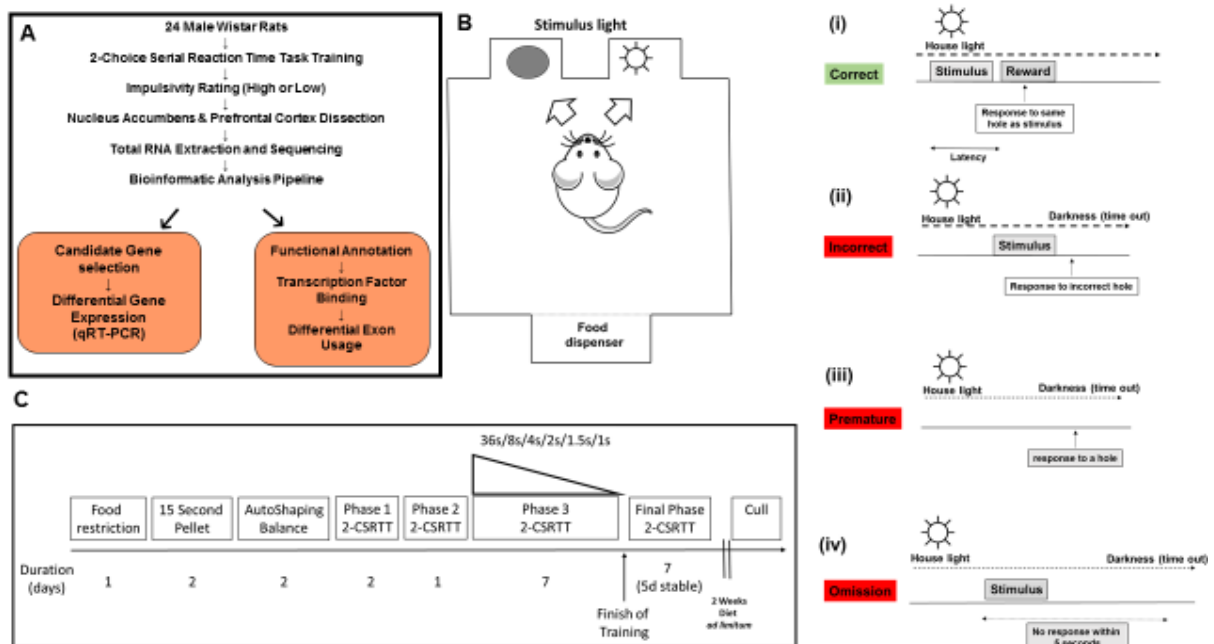 A
24 Male Wistar Rats
↓
2-Choice Serial Reaction Time Task Training
↓
Impulsivity Rating (High or Low)
↓
Nucleus Accumbens & Prefrontal Cortex Dissection
↓
Total RNA Extraction and Sequencing
↓
Bioinformatic Analysis Pipeline
Candidate Gene
selection
↓
Differential Gene
Expression
(qRT-PCR)
Functional Annotation
↓
Transcription Factor
Binding
↓
Differential Exon
Usage
B
Stimulus light
Food
dispenser
C
36s/8s/4s/2s/1.5s/1s
Food
restriction
15 Second
Pellet
AutoShaping
Balance
Phase 1
2-CSRTT
Phase 2
2-CSRTT
Phase 3
2-CSRTT
Final Phase
2-CSRTT
Cull
Duration
(days)
1
2
2
2
1
7
7
(5d stable)
Finish of
Training
2 Weeks
Diet
ad limitum
(i)
House light
Correct
Stimulus
Reward
Response to same
hole as stimulus
Latency
(ii)
House light
Darkness (time out)
Incorrect
Stimulus
Response to incorrect hole
(iii)
House light
Darkness (time out)
Premature
response to a hole
(iv)
House light
Darkness (time out)
Omission
Stimulus
No response within
5 seconds